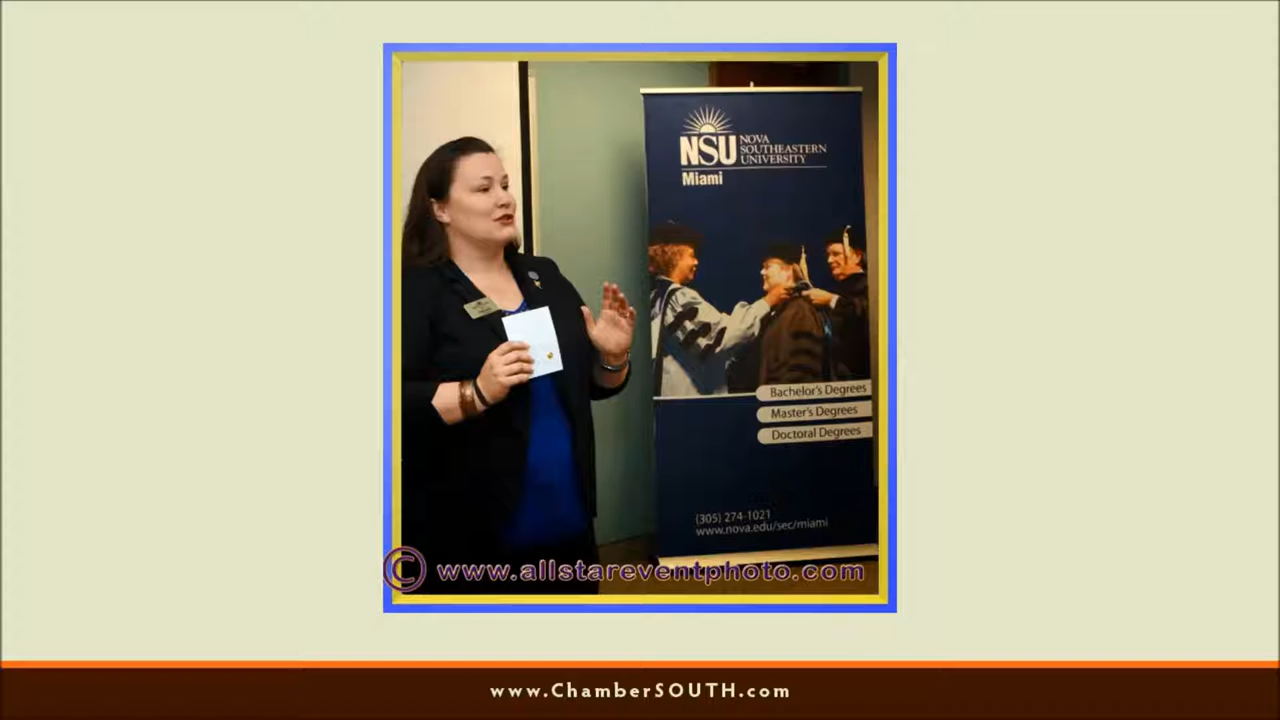 NSU NOVA
SOUTHEASTERN
UNIVERSITY
Miami
Bachelor's Degrees
Master's Degrees
Doctoral Degrees
(305) 274-1021
www.nova.edu/sec/miami
© www.allstareventphoto.com
www.ChamberSOUTH.com